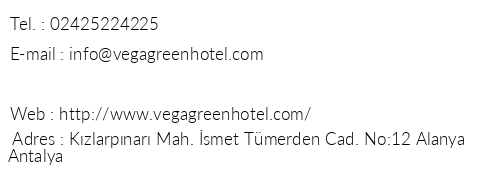 Tel. : 02425224225
E-mail : info@vegagreenhotel.com
Web : http://www.vegagreenhotel.com/
Adres : Kızlarpınarı Mah. İsmet Tümerden Cad. No:12 Alanya
Antalya